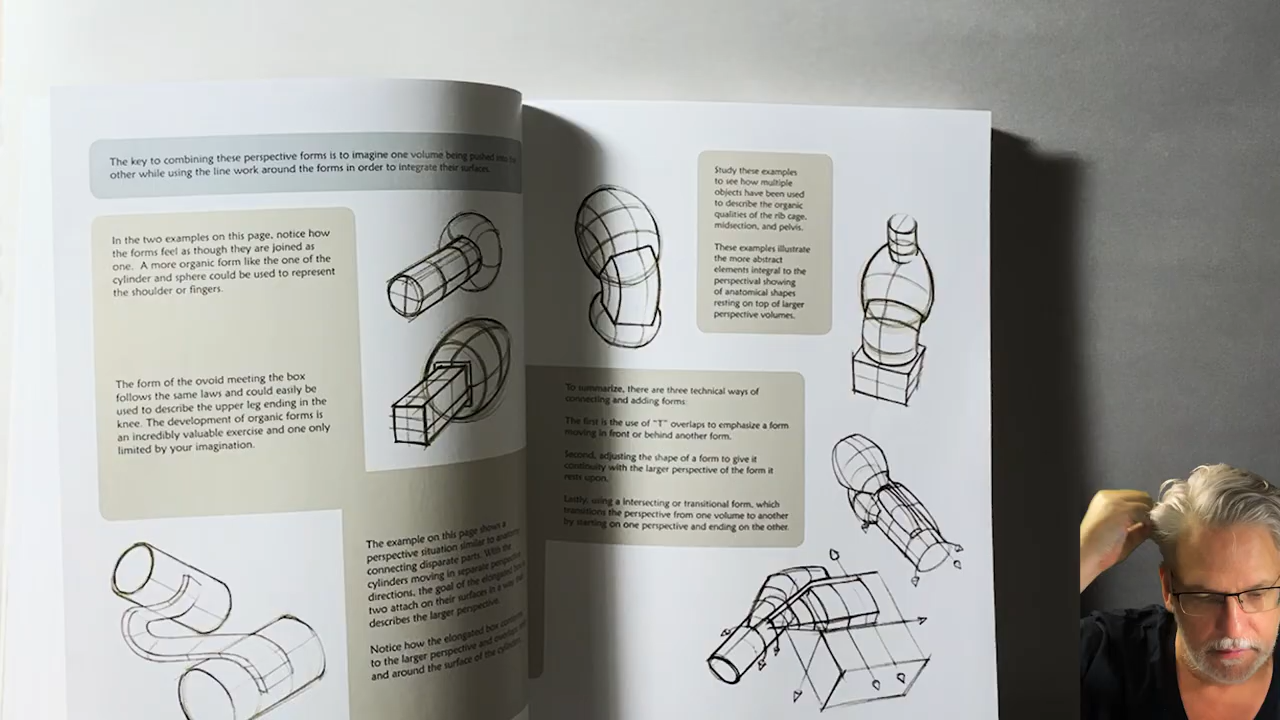 The key to combining these perspective forms is to imagine one volume being pushed into the
other while using the line work around the forms in order to integrate their surfaces.
In the two examples on this page, notice how
the forms feel as though they are joined as
one. A more organic form like the one of the
cylinder and sphere could be used to represent
the shoulder or fingers.
The form of the ovoid meeting the box
follows the same laws and could easily be
used to describe the upper leg ending in the
knee. The development of organic forms is
an incredibly valuable exercise and one only
limited by your imagination.
The example on this page shows a
perspective situation similar to anatomy
connecting disparate parts. With the
cylinders moving in separate perspective
directions, the goal of the elongated box is
two attach on their surfaces in a way that
describes the larger perspective.
Notice how the elongated box conforms
to the larger perspective and overlaps
and around the surface of the cylinder.
Study these examples
to see how multiple
objects have been used
to describe the organic
qualities of the rib cage,
midsection, and pelvis.
These examples illustrate
the more abstract
elements integral to the
perspectival showing
of anatomical shapes
resting on top of larger
perspective volumes.
To summarize, there are three technical ways of
connecting and adding forms:
The first is the use of "T" overlaps to emphasize a form
moving in front or behind another form.
Second, adjusting the shape of a form to give it
continuity with the larger perspective of the form it
rests upon.
Lastly, using a intersecting or transitional form, which
transitions the perspective from one volume to another
by starting on one perspective and ending on the other.